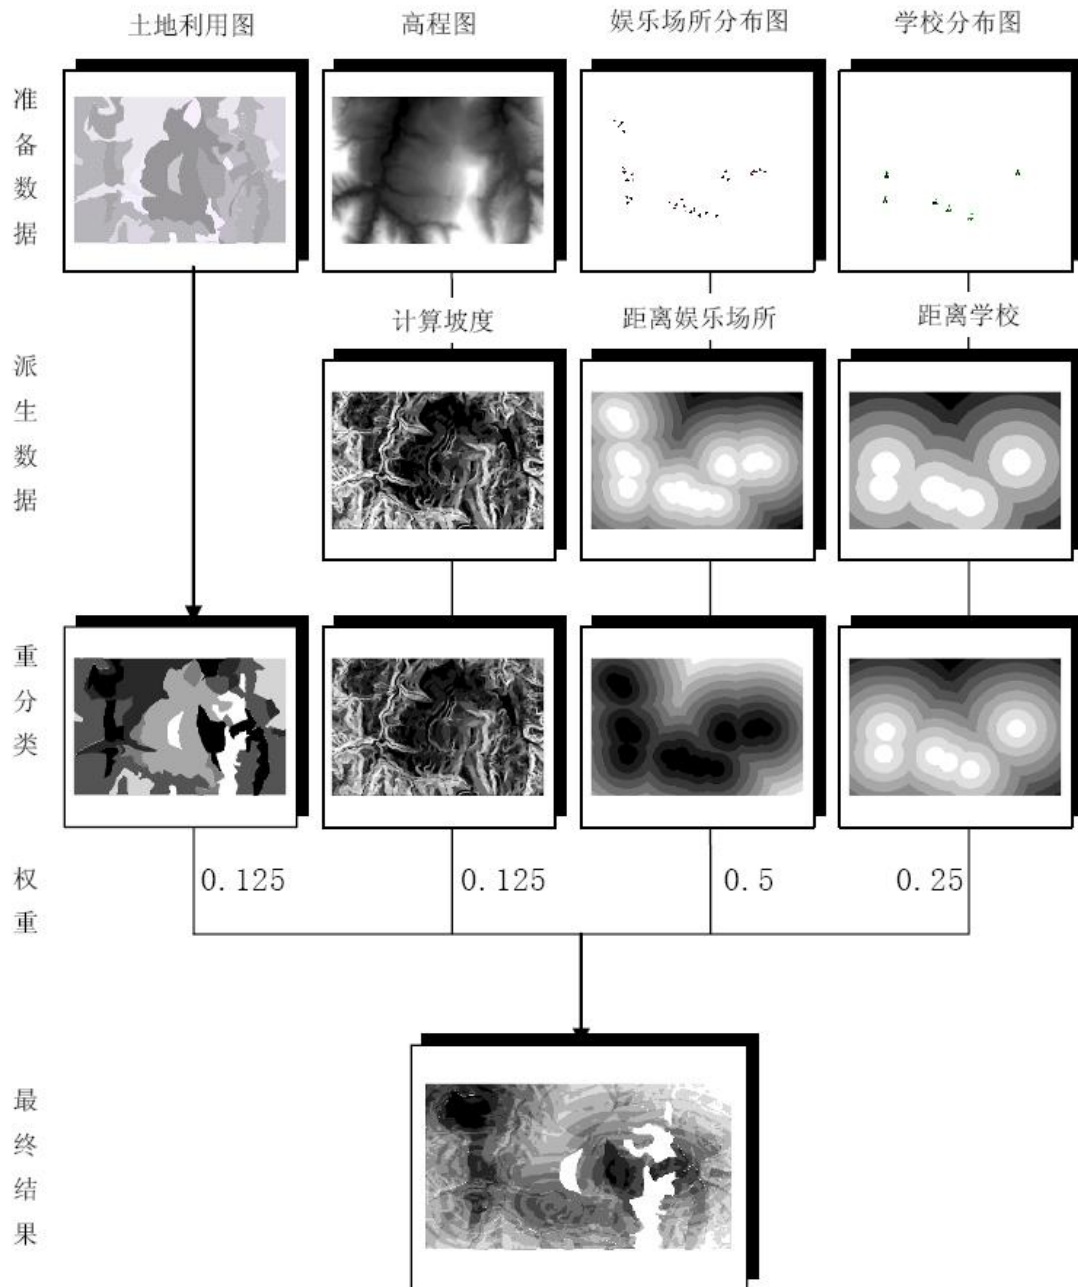 土地利用图
高程图
娱乐场所分布图
学校分布图
准备数据
计算坡度
距离娱乐场所
距离学校
派生数据
重分类
权重
0.125
0.125
0.5
0.25
最终结果